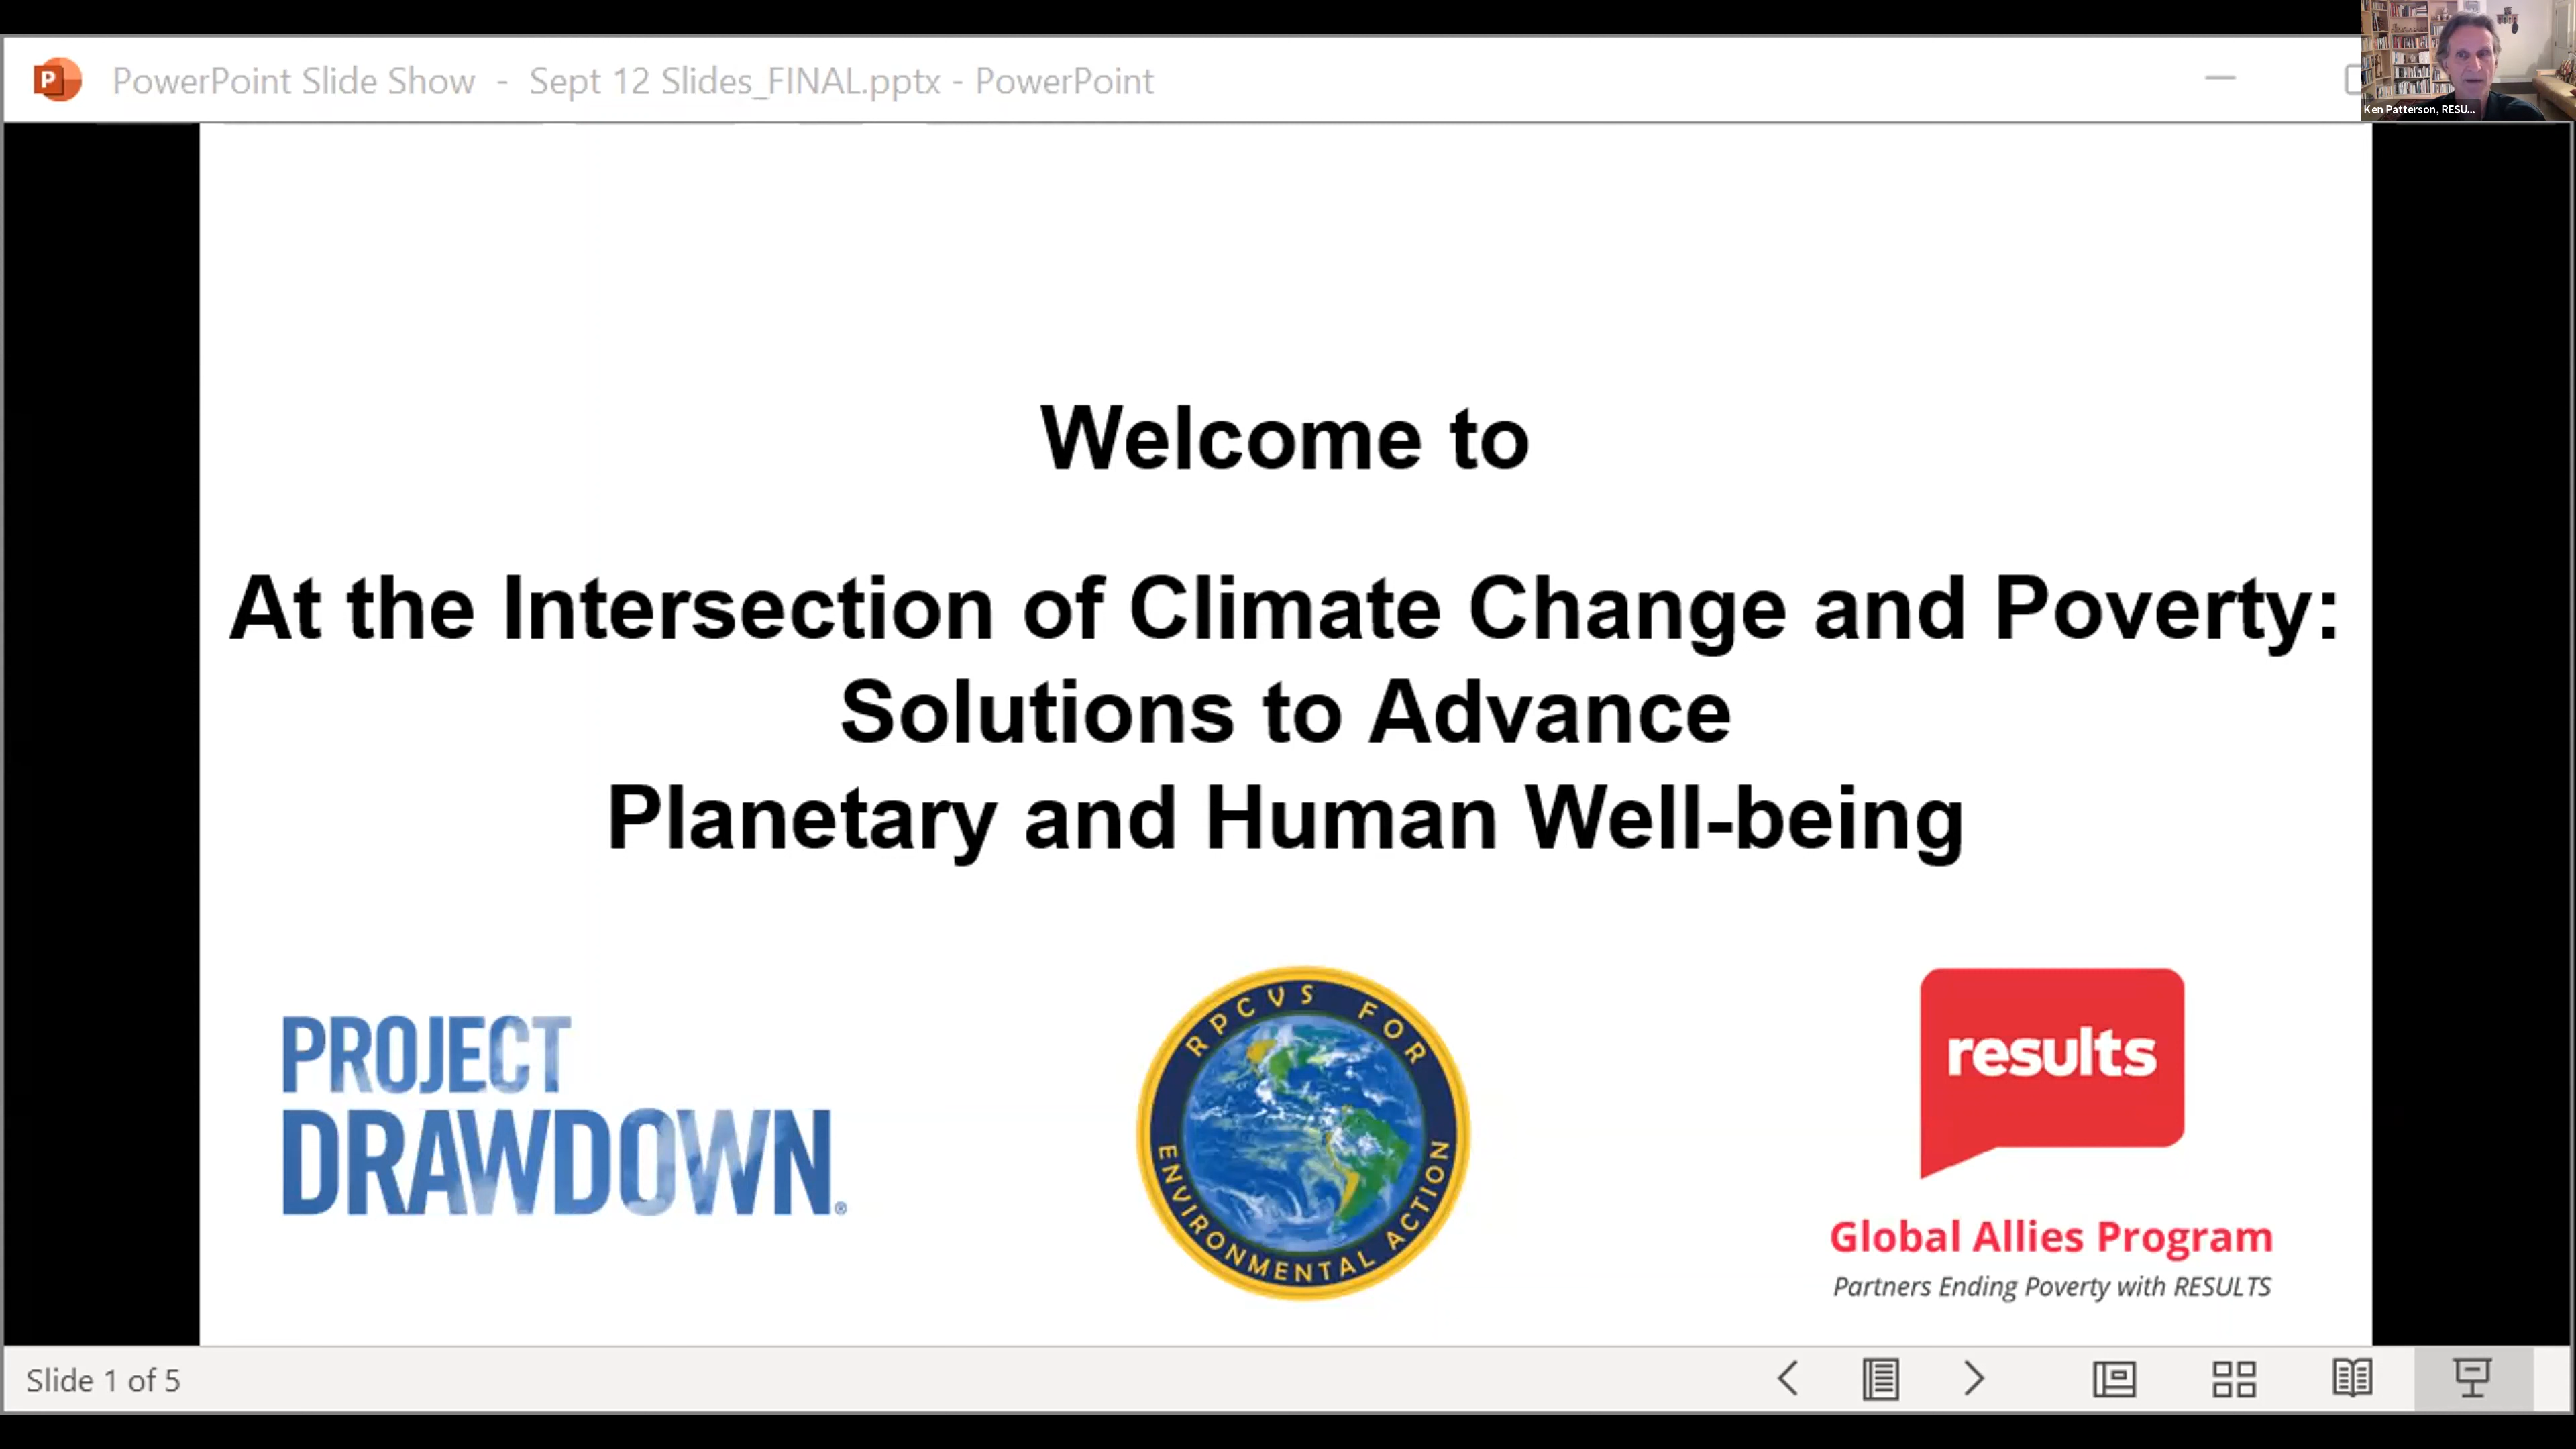 PowerPoint Slide Show - Sept 12 Slides_FINAL.pptx - PowerPoint
Ken Patterson, RESU...
Welcome to
At the Intersection of Climate Change and Poverty:
Solutions to Advance
Planetary and Human Well-being
PROJECT
DRAWDOWN®
RPCVS FOR
ENVIRONMENTAL ACTION
results
Global Allies Program
Partners Ending Poverty with RESULTS
Slide 1 of 5